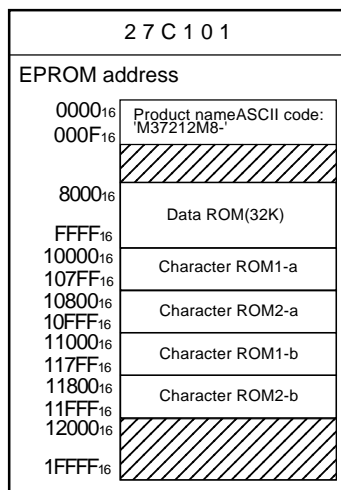 27C101
EPROM address
0000₁₆
Product nameASCII code:
'M37212M8-'
000F₁₆
8000₁₆
Data ROM(32K)
FFFF₁₆
10000₁₆
Character ROM1-a
107FF₁₆
10800₁₆
Character ROM2-a
10FFF₁₆
11000₁₆
Character ROM1-b
117FF₁₆
11800₁₆
Character ROM2-b
11FFF₁₆
12000₁₆
1FFFF₁₆